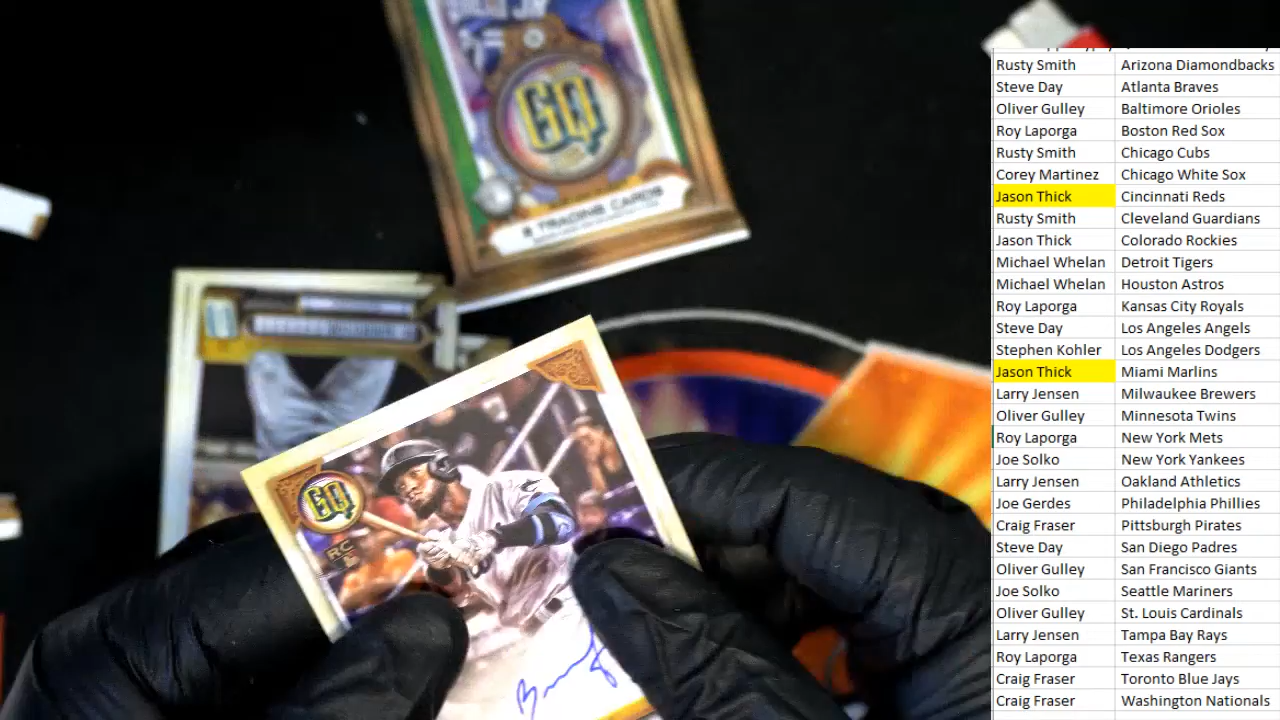 GQ
8 TRADING CARDS
GQ
RC
Rusty Smith Arizona Diamondbacks
Steve Day Atlanta Braves
Oliver Gulley Baltimore Orioles
Roy Laporga Boston Red Sox
Rusty Smith Chicago Cubs
Corey Martinez Chicago White Sox
Jason Thick Cincinnati Reds
Rusty Smith Cleveland Guardians
Jason Thick Colorado Rockies
Michael Whelan Detroit Tigers
Michael Whelan Houston Astros
Roy Laporga Kansas City Royals
Steve Day Los Angeles Angels
Stephen Kohler Los Angeles Dodgers
Jason Thick Miami Marlins
Larry Jensen Milwaukee Brewers
Oliver Gulley Minnesota Twins
Roy Laporga New York Mets
Joe Solko New York Yankees
Larry Jensen Oakland Athletics
Joe Gerdes Philadelphia Phillies
Craig Fraser Pittsburgh Pirates
Steve Day San Diego Padres
Oliver Gulley San Francisco Giants
Joe Solko Seattle Mariners
Oliver Gulley St. Louis Cardinals
Larry Jensen Tampa Bay Rays
Roy Laporga Texas Rangers
Craig Fraser Toronto Blue Jays
Craig Fraser Washington Nationals